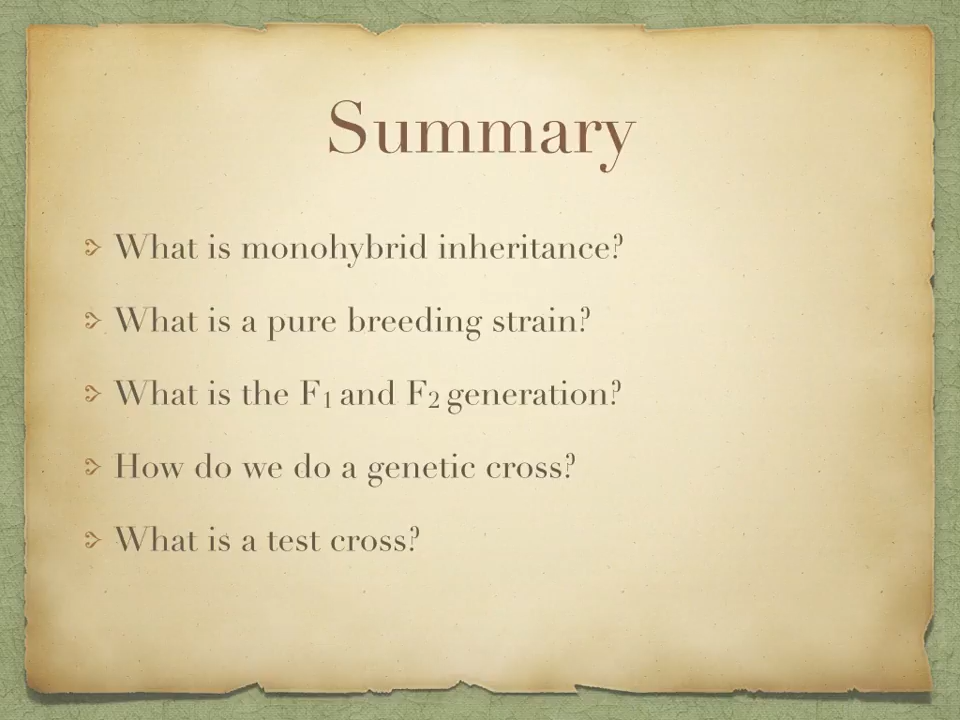 Summary
What is monohybrid inheritance?
What is a pure breeding strain?
What is the F₁ and F₂ generation?
How do we do a genetic cross?
What is a test cross?